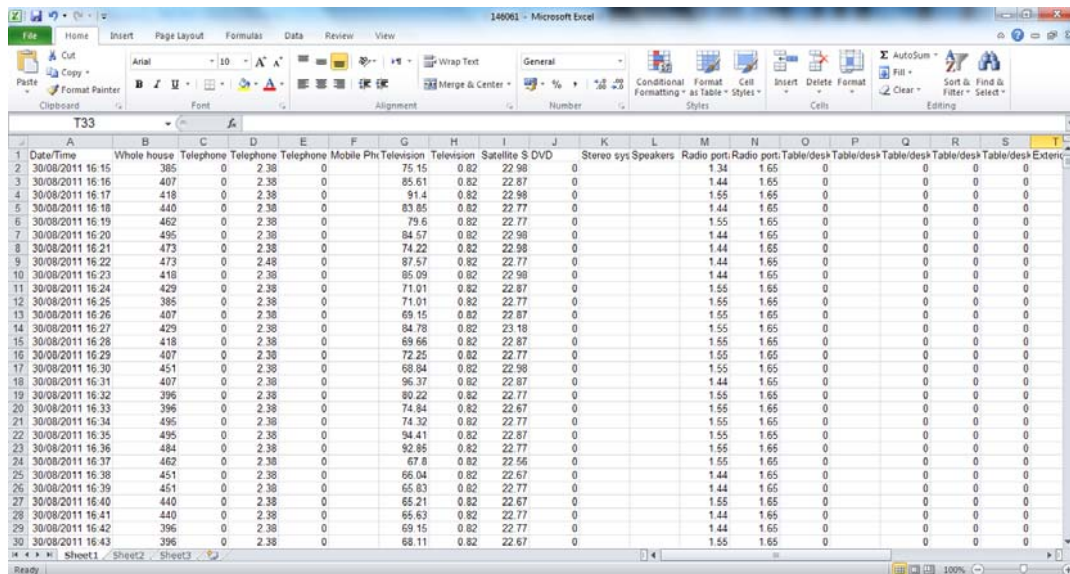 146061 - Microsoft Excel
File Home Insert Page Layout Formulas Data Review View
Cut
Copy
Format Painter
Paste
Arial 10
Wrap Text
Merge & Center
General
Conditional Formatting
Format as Table
Cell Styles
Insert Delete Format
AutoSum
Fill
Clear
Sort & Filter
Find & Select
Clipboard Font Alignment Number Styles Cells Editing
T33 fx
A B C D E F G H I J K L M N O P Q R S T
1 Date/Time Whole house Telephone Telephone Telephone Mobile Pho Television Television Satellite S DVD Stereo sys Speakers Radio port Radio port Table/desk Table/desk Table/desk Table/desk Table/desk Exterio
2 30/08/2011 16:15 385 0 2.38 0 75.15 0.82 22.98 0 1.34 1.65 0 0 0 0
3 30/08/2011 16:16 407 0 2.38 0 85.61 0.82 22.87 0 1.44 1.65 0 0 0 0
4 30/08/2011 16:17 418 0 2.38 0 91.4 0.82 22.98 0 1.55 1.65 0 0 0 0
5 30/08/2011 16:18 440 0 2.38 0 83.85 0.82 22.77 0 1.44 1.65 0 0 0 0
6 30/08/2011 16:19 462 0 2.38 0 79.6 0.82 22.77 0 1.55 1.65 0 0 0 0
7 30/08/2011 16:20 495 0 2.38 0 84.57 0.82 22.98 0 1.44 1.65 0 0 0 0
8 30/08/2011 16:21 473 0 2.38 0 74.22 0.82 22.98 0 1.44 1.65 0 0 0 0
9 30/08/2011 16:22 473 0 2.48 0 87.57 0.82 22.77 0 1.44 1.65 0 0 0 0
10 30/08/2011 16:23 418 0 2.38 0 85.09 0.82 22.98 0 1.44 1.65 0 0 0 0
11 30/08/2011 16:24 429 0 2.38 0 71.01 0.82 22.87 0 1.55 1.65 0 0 0 0
12 30/08/2011 16:25 385 0 2.38 0 71.01 0.82 22.77 0 1.55 1.65 0 0 0 0
13 30/08/2011 16:26 407 0 2.38 0 69.15 0.82 22.87 0 1.55 1.65 0 0 0 0
14 30/08/2011 16:27 429 0 2.38 0 84.78 0.82 23.18 0 1.55 1.65 0 0 0 0
15 30/08/2011 16:28 418 0 2.38 0 69.66 0.82 22.87 0 1.55 1.65 0 0 0 0
16 30/08/2011 16:29 407 0 2.38 0 72.25 0.82 22.77 0 1.55 1.65 0 0 0 0
17 30/08/2011 16:30 451 0 2.38 0 68.84 0.82 22.98 0 1.55 1.65 0 0 0 0
18 30/08/2011 16:31 407 0 2.38 0 96.37 0.82 22.87 0 1.44 1.65 0 0 0 0
19 30/08/2011 16:32 396 0 2.38 0 80.22 0.82 22.77 0 1.55 1.65 0 0 0 0
20 30/08/2011 16:33 396 0 2.38 0 74.84 0.82 22.67 0 1.55 1.65 0 0 0 0
21 30/08/2011 16:34 495 0 2.38 0 74.32 0.82 22.77 0 1.55 1.65 0 0 0 0
22 30/08/2011 16:35 495 0 2.38 0 94.41 0.82 22.87 0 1.55 1.65 0 0 0 0
23 30/08/2011 16:36 484 0 2.38 0 92.85 0.82 22.77 0 1.55 1.65 0 0 0 0
24 30/08/2011 16:37 462 0 2.38 0 67.8 0.82 22.56 0 1.55 1.65 0 0 0 0
25 30/08/2011 16:38 451 0 2.38 0 66.04 0.82 22.67 0 1.44 1.65 0 0 0 0
26 30/08/2011 16:39 451 0 2.38 0 65.83 0.82 22.77 0 1.44 1.65 0 0 0 0
27 30/08/2011 16:40 440 0 2.38 0 65.21 0.82 22.67 0 1.55 1.65 0 0 0 0
28 30/08/2011 16:41 440 0 2.38 0 65.63 0.82 22.77 0 1.44 1.65 0 0 0 0
29 30/08/2011 16:42 396 0 2.38 0 69.15 0.82 22.77 0 1.44 1.65 0 0 0 0
30 30/08/2011 16:43 396 0 2.38 0 68.11 0.82 22.67 0 1.55 1.65 0 0 0 0
Sheet1 Sheet2 Sheet3
Ready 100%